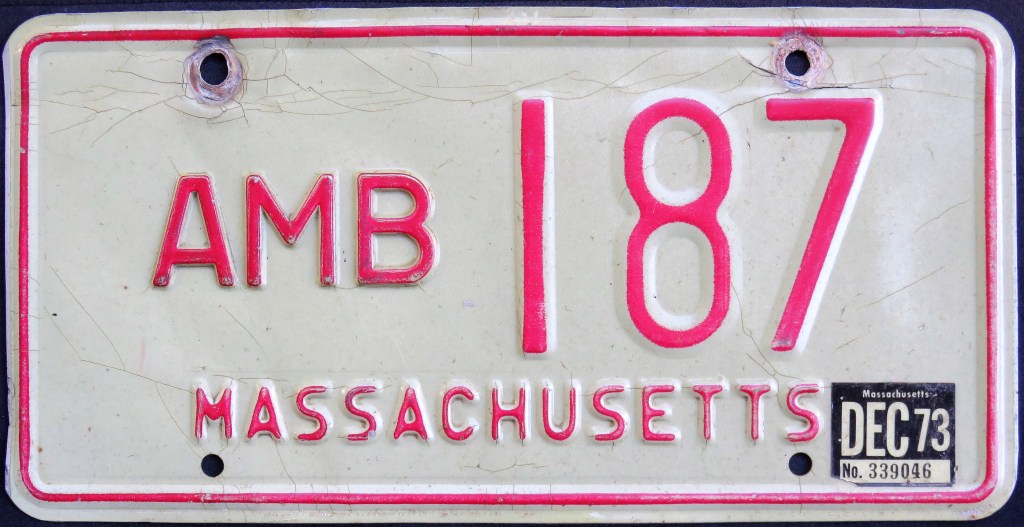 AMB 187
MASSACHUSETTS
Massachusetts
DEC 73
No. 339046